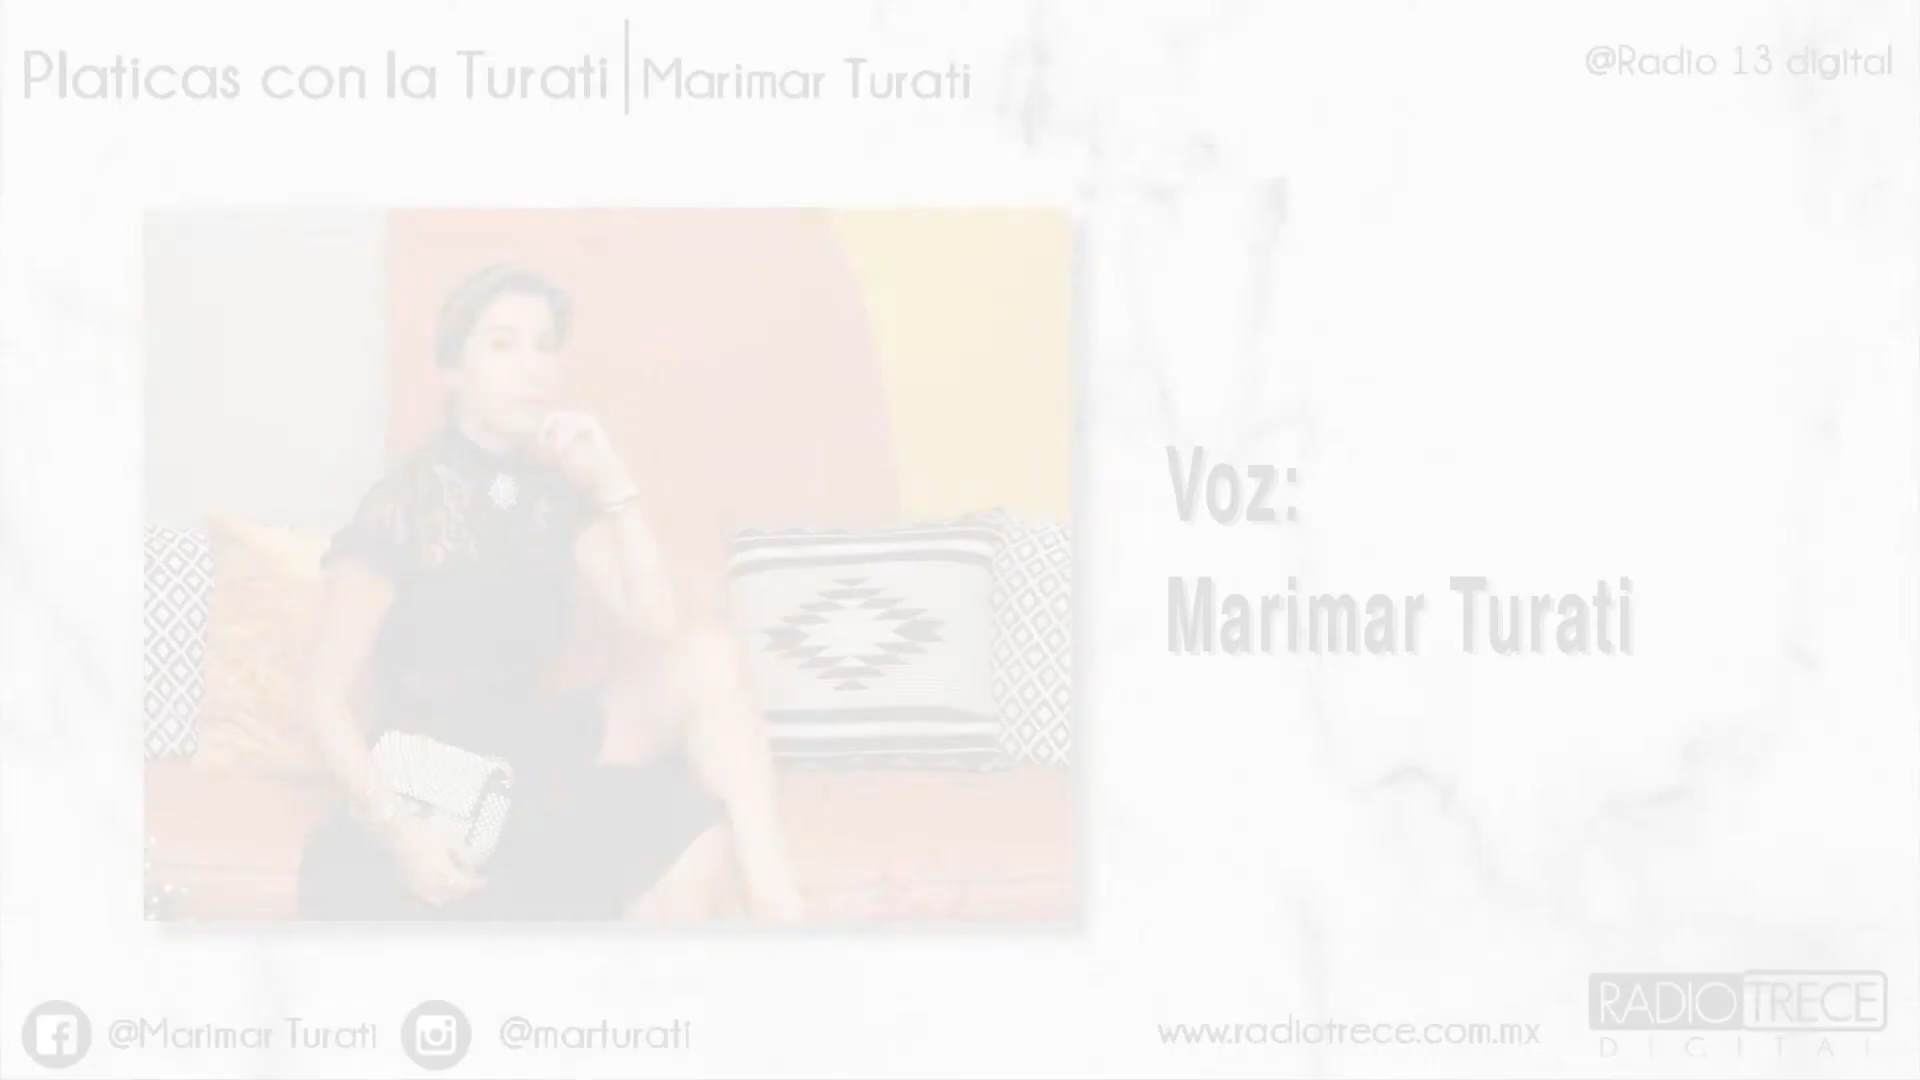 Platicas con la Turati | Marimar Turati
@Radio 13 digital
Voz:
Marimar Turati
@Marimar Turati
@marturati
www.radiotrece.com.mx
RADIO TRECE
DIGITAL